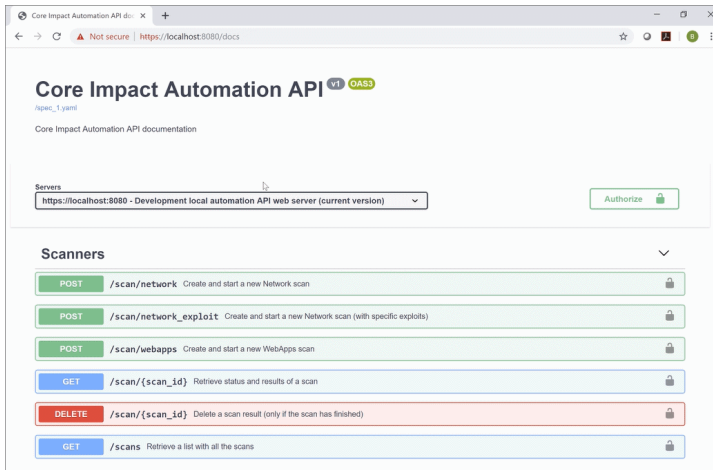 Core Impact Automation API doc
Not secure | https://localhost:8080/docs
B
Core Impact Automation API v1 OAS3
/spec_1.yaml
Core Impact Automation API documentation
Servers
https://localhost:8080 - Development local automation API web server (current version)
Authorize
Scanners
POST /scan/network Create and start a new Network scan
POST /scan/network_exploit Create and start a new Network scan (with specific exploits)
POST /scan/webapps Create and start a new WebApps scan
GET /scan/{scan_id} Retrieve status and results of a scan
DELETE /scan/{scan_id} Delete a scan result (only if the scan has finished)
GET /scans Retrieve a list with all the scans